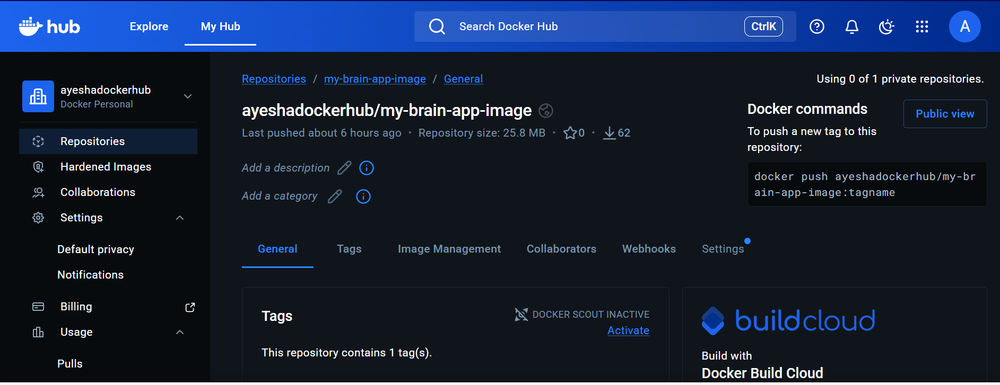 hub
Explore
My Hub
Search Docker Hub
CtrlK
A
ayeshadockerhub
Docker Personal
Repositories
Hardened Images
Collaborations
Settings
Default privacy
Notifications
Billing
Usage
Pulls
Repositories / my-brain-app-image / General
Using 0 of 1 private repositories.
ayeshadockerhub/my-brain-app-image
Last pushed about 6 hours ago • Repository size: 25.8 MB • 0 • 62
Add a description
Add a category
Docker commands
Public view
To push a new tag to this
repository:
docker push ayeshadockerhub/my-br
ain-app-image:tagname
General
Tags
Image Management
Collaborators
Webhooks
Settings
Tags
DOCKER SCOUT INACTIVE
Activate
This repository contains 1 tag(s).
buildcloud
Build with
Docker Build Cloud